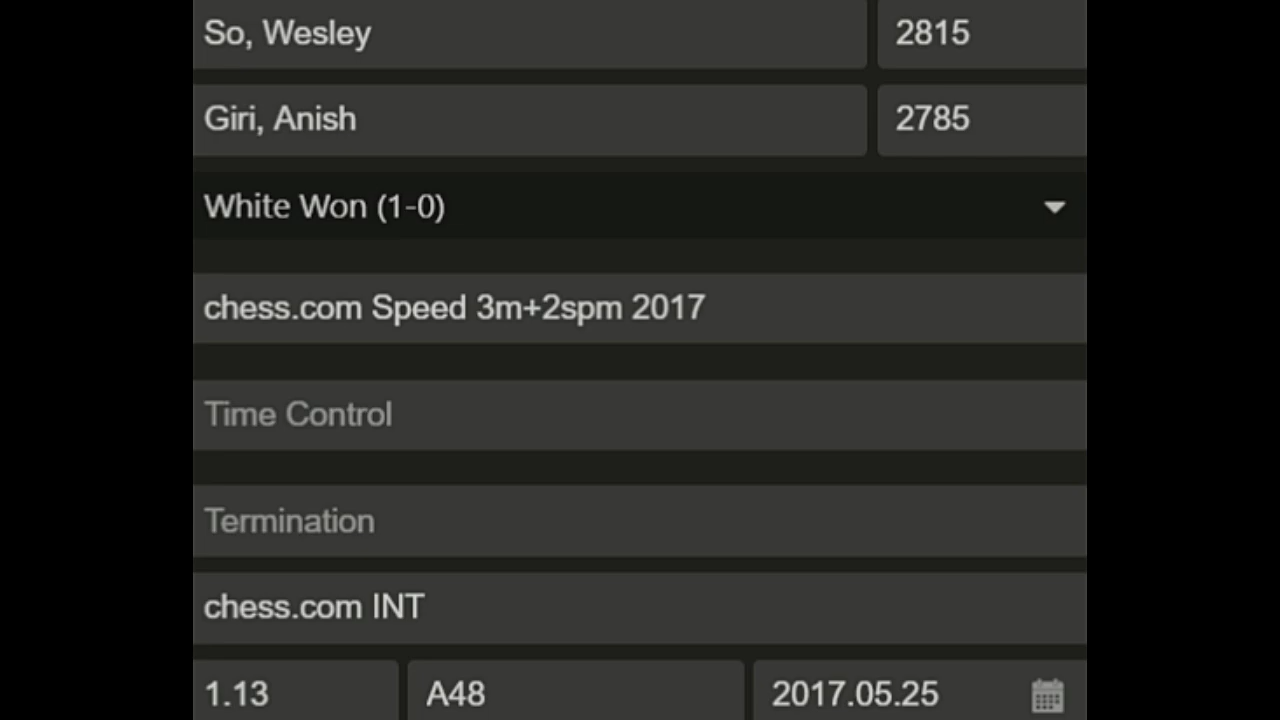 So, Wesley 2815
Giri, Anish 2785
White Won (1-0)
chess.com Speed 3m+2spm 2017
Time Control
Termination
chess.com INT
1.13 A48 2017.05.25